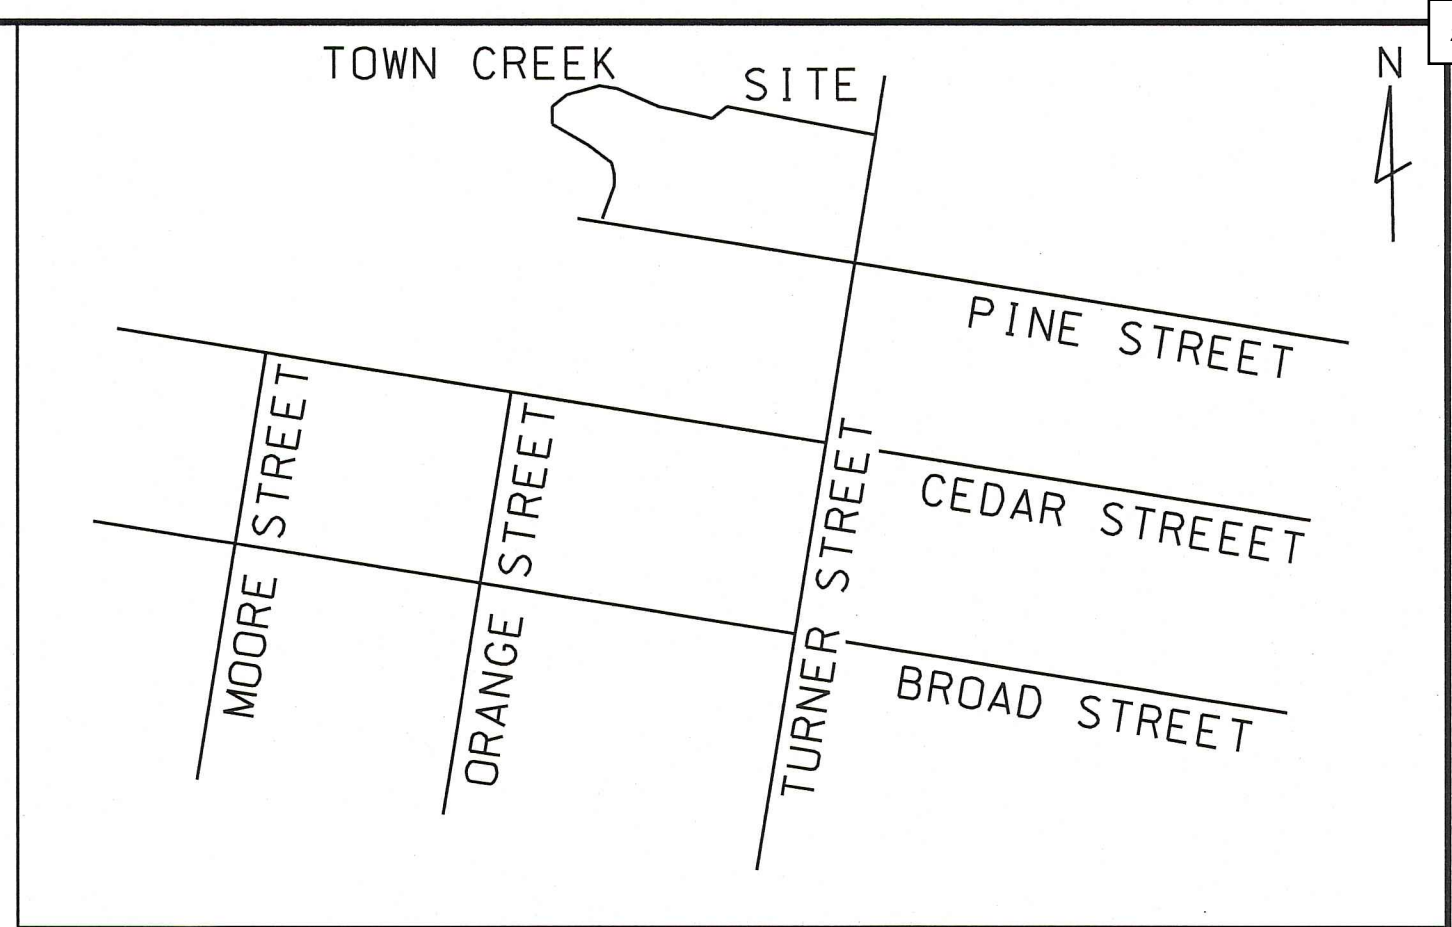 TOWN CREEK
SITE
N
PINE STREET
CEDAR STREEET
BROAD STREET
MOORE STREET
ORANGE STREET
TURNER STREET